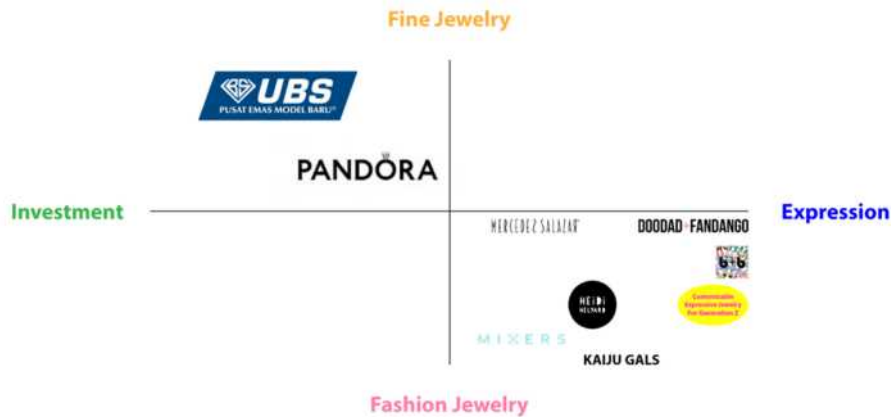 Fine Jewelry
UBS
PUSAT EMAS MODEL BARU®
PANDORA
Investment
Expression
MERCEDEZ SALAZAR
DOODAD+FANDANGO
b+b
HEiDi
HELYARD
Customizable
Expressive Jewelry
For Generation Z
MIXERS
KAIJU GALS
Fashion Jewelry